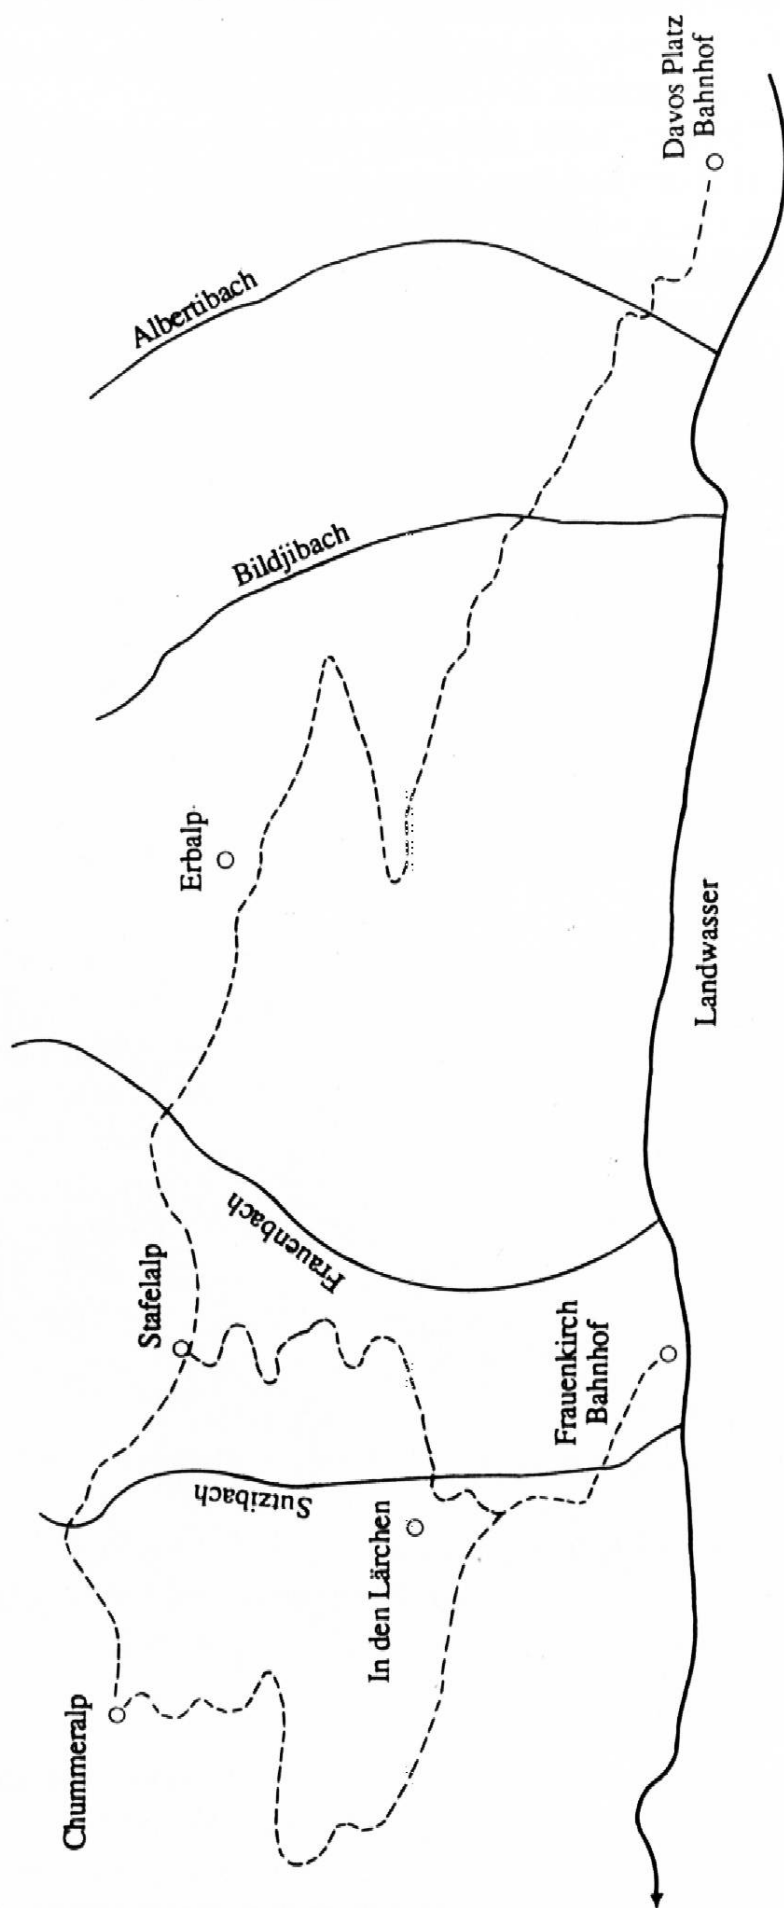 Davos Platz
Bahnhof
Albertibach
Bildjibach
Erbalp
Landwasser
Frauenbach
Stafelalp
Frauenkirch
Bahnhof
Sutzibach
In den Lärchen
Chummeralp